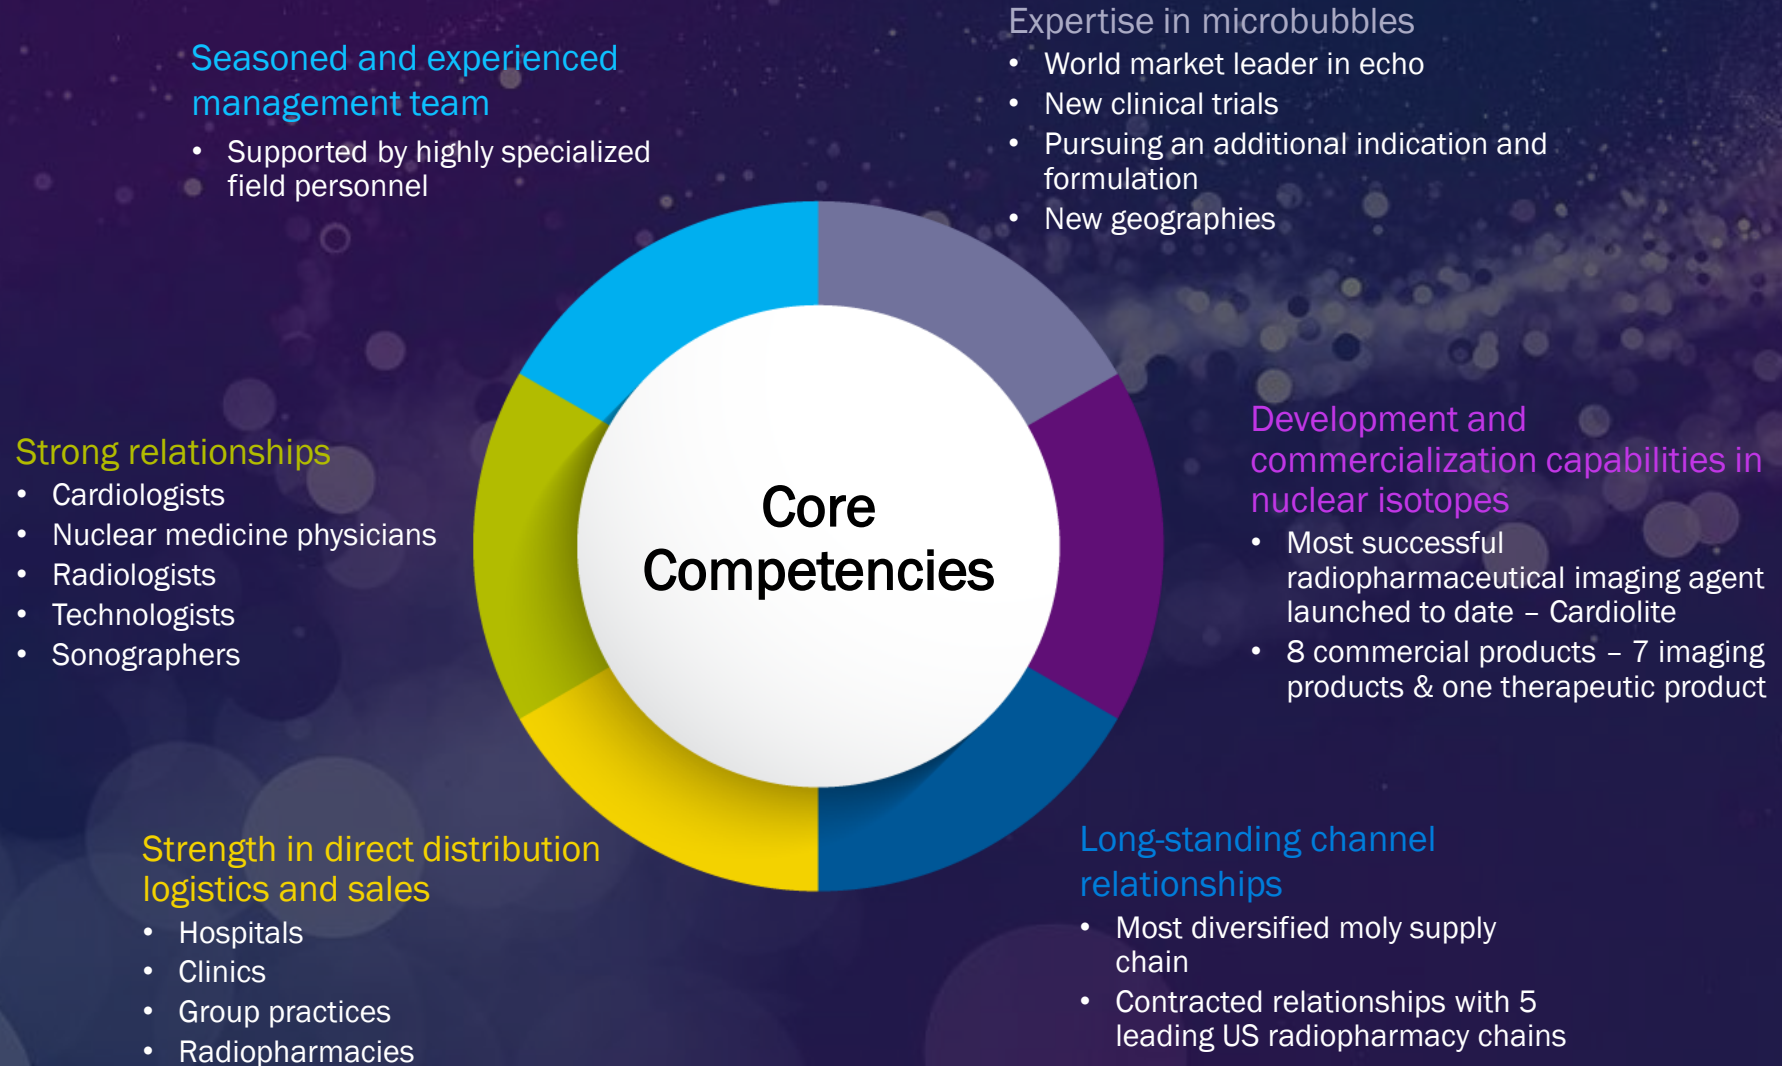 Seasoned and experienced
management team
• Supported by highly specialized
field personnel
Expertise in microbubbles
• World market leader in echo
• New clinical trials
• Pursuing an additional indication and
formulation
• New geographies
Strong relationships
• Cardiologists
• Nuclear medicine physicians
• Radiologists
• Technologists
• Sonographers
Core
Competencies
Development and
commercialization capabilities in
nuclear isotopes
• Most successful
radiopharmaceutical imaging agent
launched to date – Cardiolite
• 8 commercial products – 7 imaging
products & one therapeutic product
Strength in direct distribution
logistics and sales
• Hospitals
• Clinics
• Group practices
• Radiopharmacies
Long-standing channel
relationships
• Most diversified moly supply
chain
• Contracted relationships with 5
leading US radiopharmacy chains